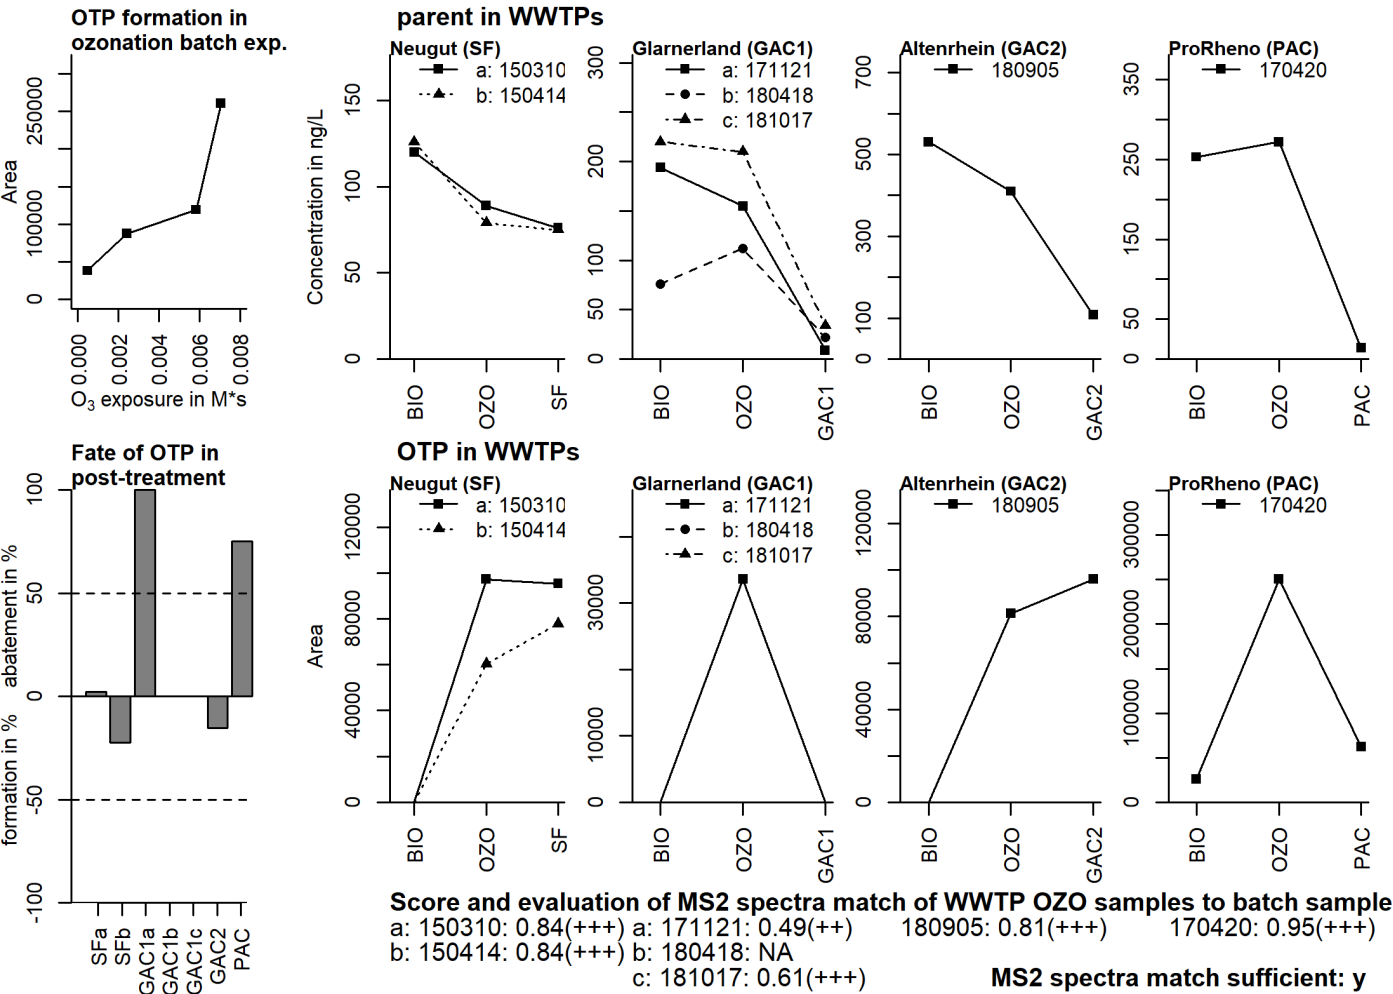 OTP formation in
ozonation batch exp.
Area
0
100000
250000
0.000
0.002
0.004
0.006
0.008
O3 exposure in M*s
parent in WWTPs
Neugut (SF)
a: 150310
b: 150414
Concentration in ng/L
0
50
100
150
BIO
OZO
SF
Glarnerland (GAC1)
a: 171121
b: 180418
c: 181017
0
50
100
200
300
BIO
OZO
GAC1
Altenrhein (GAC2)
180905
0
100
300
500
700
BIO
OZO
GAC2
ProRheno (PAC)
170420
0
50
150
250
350
BIO
OZO
PAC
Fate of OTP in
post-treatment
formation in %
abatement in %
-100
-50
0
50
100
SFa
SFb
GAC1a
GAC1b
GAC1c
GAC2
PAC
OTP in WWTPs
Neugut (SF)
a: 150310
b: 150414
Area
0
40000
80000
120000
BIO
OZO
SF
Glarnerland (GAC1)
a: 171121
b: 180418
c: 181017
0
10000
30000
BIO
OZO
GAC1
Altenrhein (GAC2)
180905
0
40000
80000
120000
BIO
OZO
GAC2
ProRheno (PAC)
170420
0
100000
200000
300000
BIO
OZO
PAC
Score and evaluation of MS2 spectra match of WWTP OZO samples to batch sample
a: 150310: 0.84(+++) a: 171121: 0.49(++) 180905: 0.81(+++) 170420: 0.95(+++)
b: 150414: 0.84(+++) b: 180418: NA
c: 181017: 0.61(+++)
MS2 spectra match sufficient: y